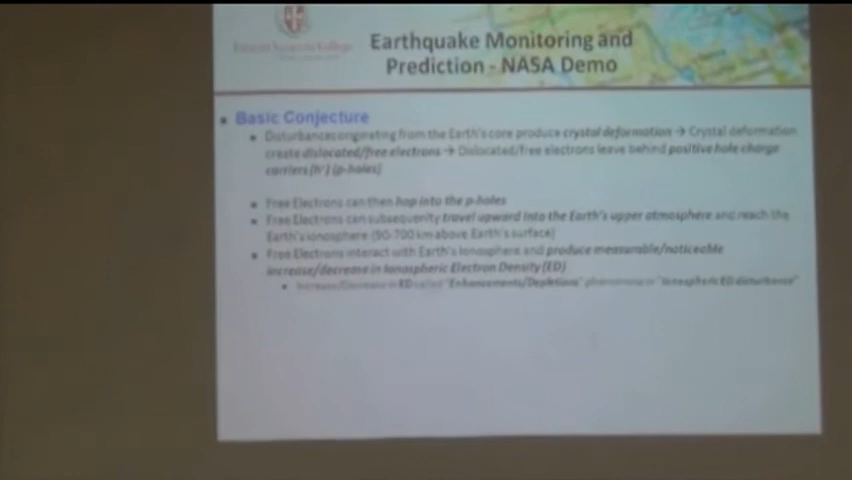 Earthquake Monitoring and
Prediction - NASA Demo
Basic Conjecture
Disturbances originating from the Earth's core produce crystal deformation → Crystal deformation
create dislocated/free electrons → Dislocated/free electrons leave behind positive hole charge
carriers (p-holes)
Free Electrons can then hop into the p-holes
Free Electrons can subsequently travel upward into the Earth's upper atmosphere and reach the
Earth's ionosphere (90-700 km above Earth's surface)
Free Electrons interact with Earth's Ionosphere and produce measurable/noticeable
increase/decrease in Ionospheric Electron Density (ED)
Increase/Decrease in ED called "Enhancements/Depletions" phenomena or "Ionospheric ED disturbance"